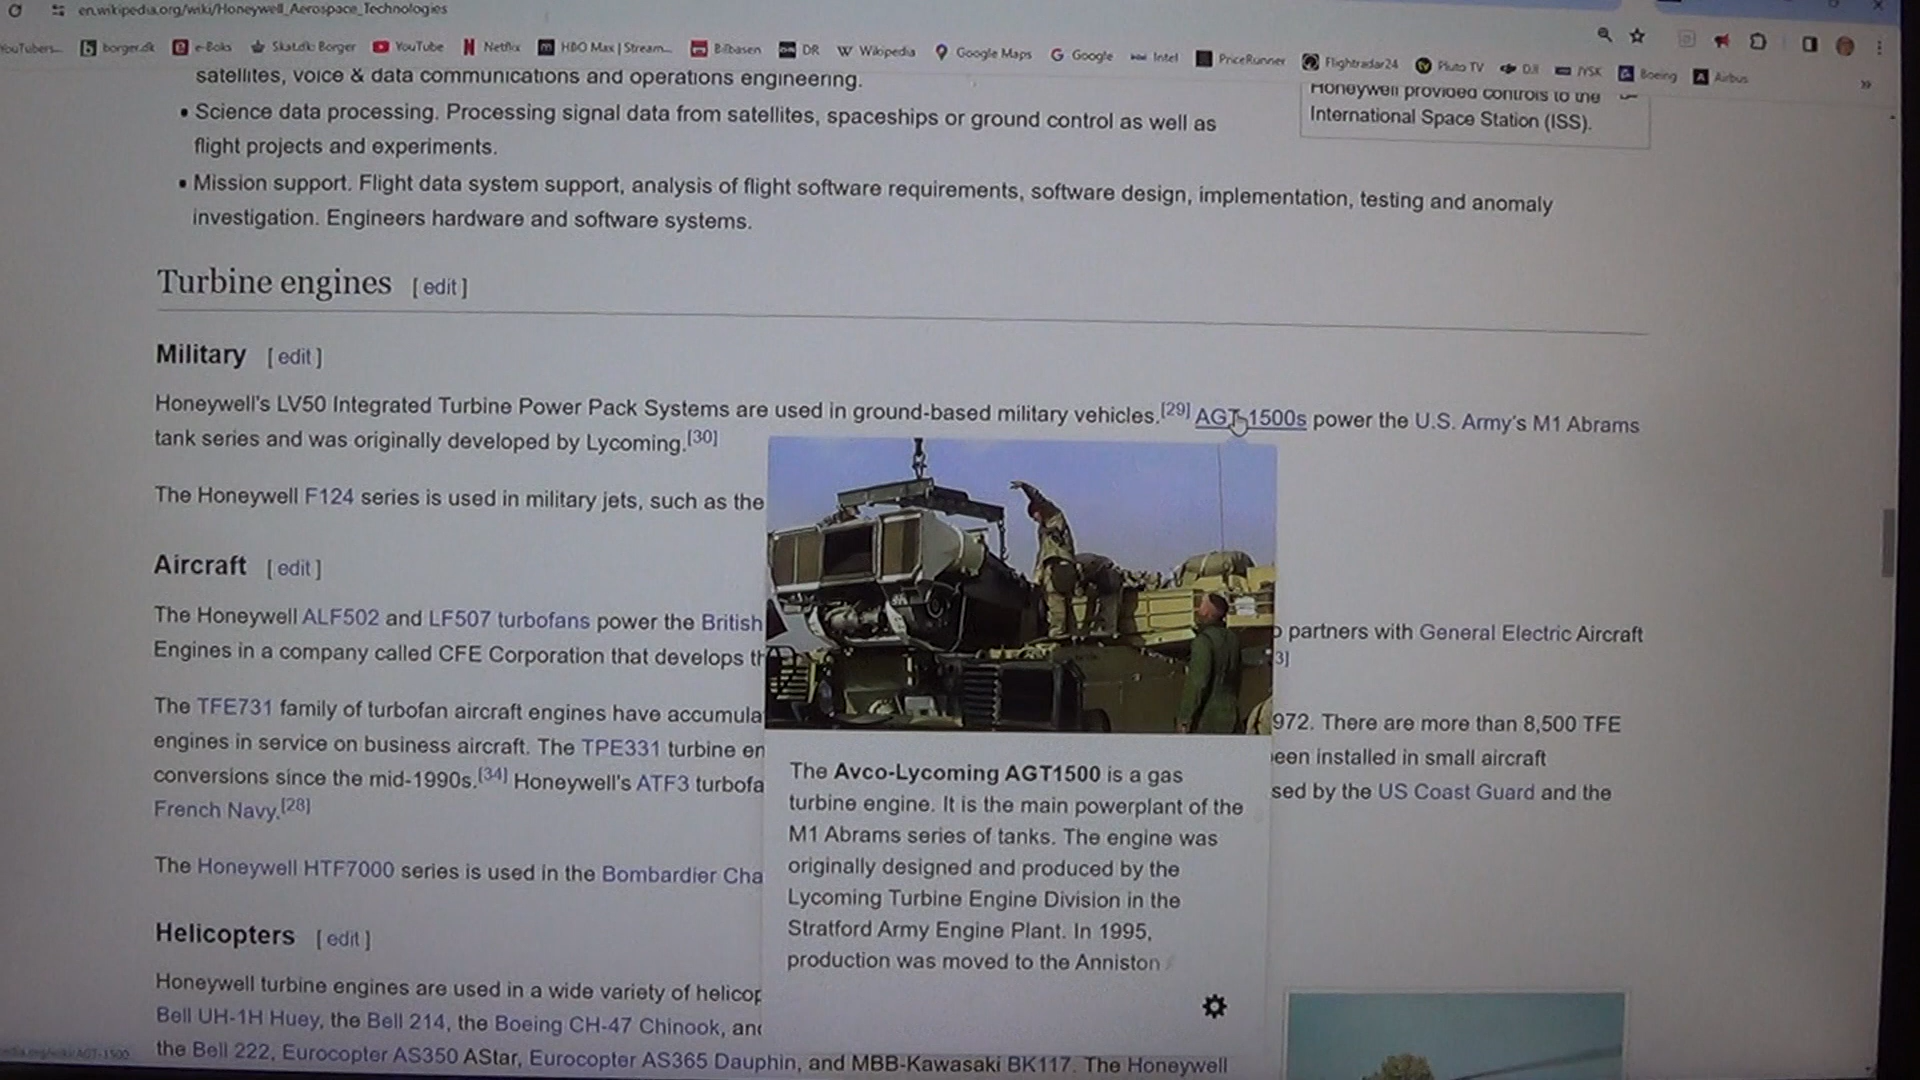 en.wikipedia.org/wiki/Honeywell_Aerospace_Technologies
YouTubers... borger.dk e-Boks Skat.dk: Borger YouTube Netflix HBO Max | Stream... Bilbasen DR Wikipedia Google Maps Google Intel PriceRunner Flightradar24 Pluto TV DJI JYSK Boeing Airbus
satellites, voice & data communications and operations engineering.
• Science data processing. Processing signal data from satellites, spaceships or ground control as well as
flight projects and experiments.
• Mission support. Flight data system support, analysis of flight software requirements, software design, implementation, testing and anomaly
investigation. Engineers hardware and software systems.
Honeywell provided controls to the
International Space Station (ISS).
Turbine engines [ edit ]
Military [ edit ]
Honeywell's LV50 Integrated Turbine Power Pack Systems are used in ground-based military vehicles.[29] AGT-1500s power the U.S. Army's M1 Abrams
tank series and was originally developed by Lycoming.[30]
The Honeywell F124 series is used in military jets, such as the
Aircraft [ edit ]
The Honeywell ALF502 and LF507 turbofans power the British
partners with General Electric Aircraft
Engines in a company called CFE Corporation that develops th
3]
The TFE731 family of turbofan aircraft engines have accumula
972. There are more than 8,500 TFE
engines in service on business aircraft. The TPE331 turbine en
een installed in small aircraft
conversions since the mid-1990s.[34] Honeywell's ATF3 turbofa
sed by the US Coast Guard and the
French Navy.[28]
The Honeywell HTF7000 series is used in the Bombardier Cha
Helicopters [ edit ]
Honeywell turbine engines are used in a wide variety of helicop
Bell UH-1H Huey, the Bell 214, the Boeing CH-47 Chinook, and
the Bell 222, Eurocopter AS350 AStar, Eurocopter AS365 Dauphin, and MBB-Kawasaki BK117. The Honeywell
The Avco-Lycoming AGT1500 is a gas
turbine engine. It is the main powerplant of the
M1 Abrams series of tanks. The engine was
originally designed and produced by the
Lycoming Turbine Engine Division in the
Stratford Army Engine Plant. In 1995,
production was moved to the Anniston